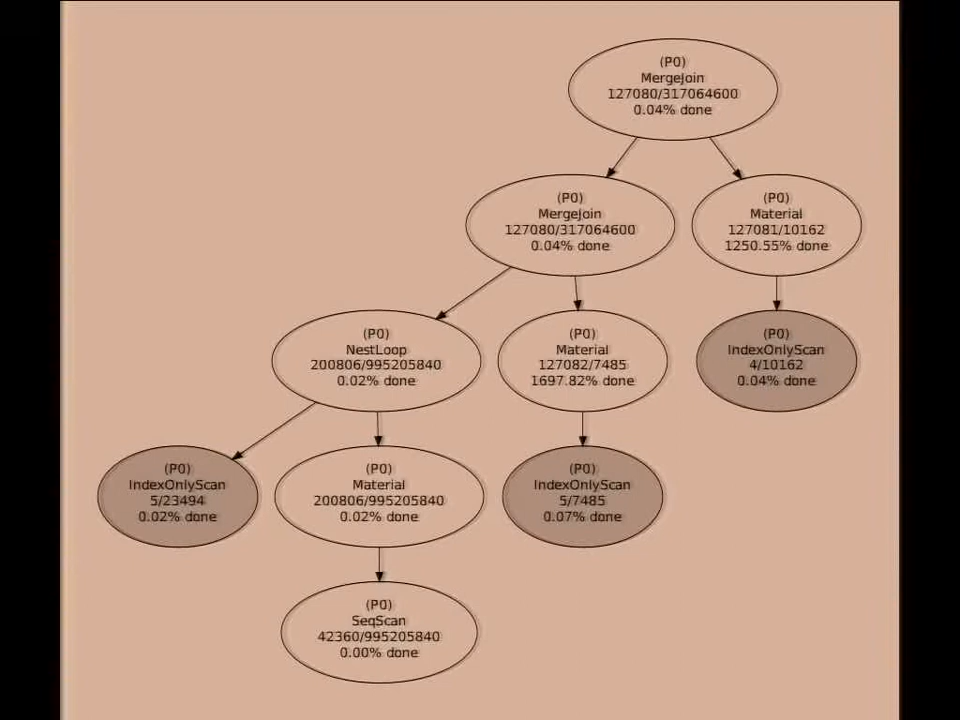 (P0)
MergeJoin
127080/317064600
0.04% done
(P0)
MergeJoin
127080/317064600
0.04% done
(P0)
Material
127081/10162
1250.55% done
(P0)
NestLoop
200806/995205840
0.02% done
(P0)
Material
127082/7485
1697.82% done
(P0)
IndexOnlyScan
4/10162
0.04% done
(P0)
IndexOnlyScan
5/23494
0.02% done
(P0)
Material
200806/995205840
0.02% done
(P0)
IndexOnlyScan
5/7485
0.07% done
(P0)
SeqScan
42360/995205840
0.00% done